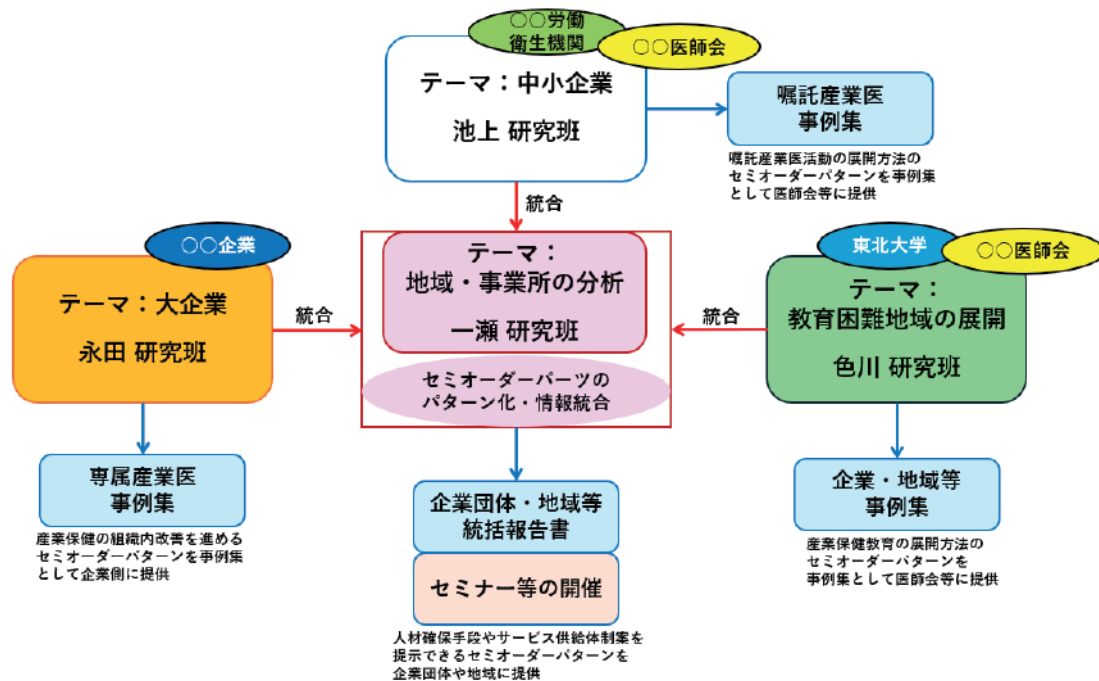 ○○労働
衛生機関
○○医師会
テーマ：中小企業
池上 研究班
嘱託産業医
事例集
嘱託産業医活動の展開方法の
セミオーダーパターンを事例集
として医師会等に提供
統合
○○企業
テーマ：大企業
永田 研究班
統合
テーマ：
地域・事業所の分析
一瀬 研究班
セミオーダーパーツの
パターン化・情報統合
統合
東北大学
○○医師会
テーマ：
教育困難地域の展開
色川 研究班
専属産業医
事例集
産業保健の組織内改善を進める
セミオーダーパターンを事例集
として企業側に提供
企業団体・地域等
統括報告書
セミナー等の開催
人材確保手段やサービス供給体制案を
提示できるセミオーダーパターンを
企業団体や地域に提供
企業・地域等
事例集
産業保健教育の展開方法の
セミオーダーパターンを
事例集として医師会等に提供